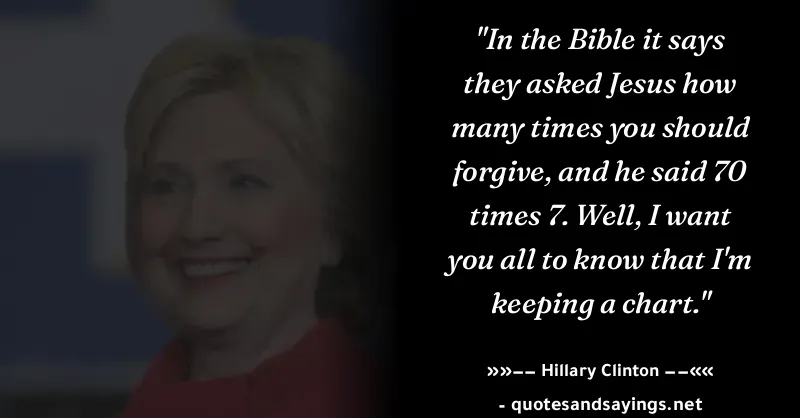 "In the Bible it says
they asked Jesus how
many times you should
forgive, and he said 70
times 7. Well, I want
you all to know that I'm
keeping a chart."
»»−− Hillary Clinton −−««
- quotesandsayings.net